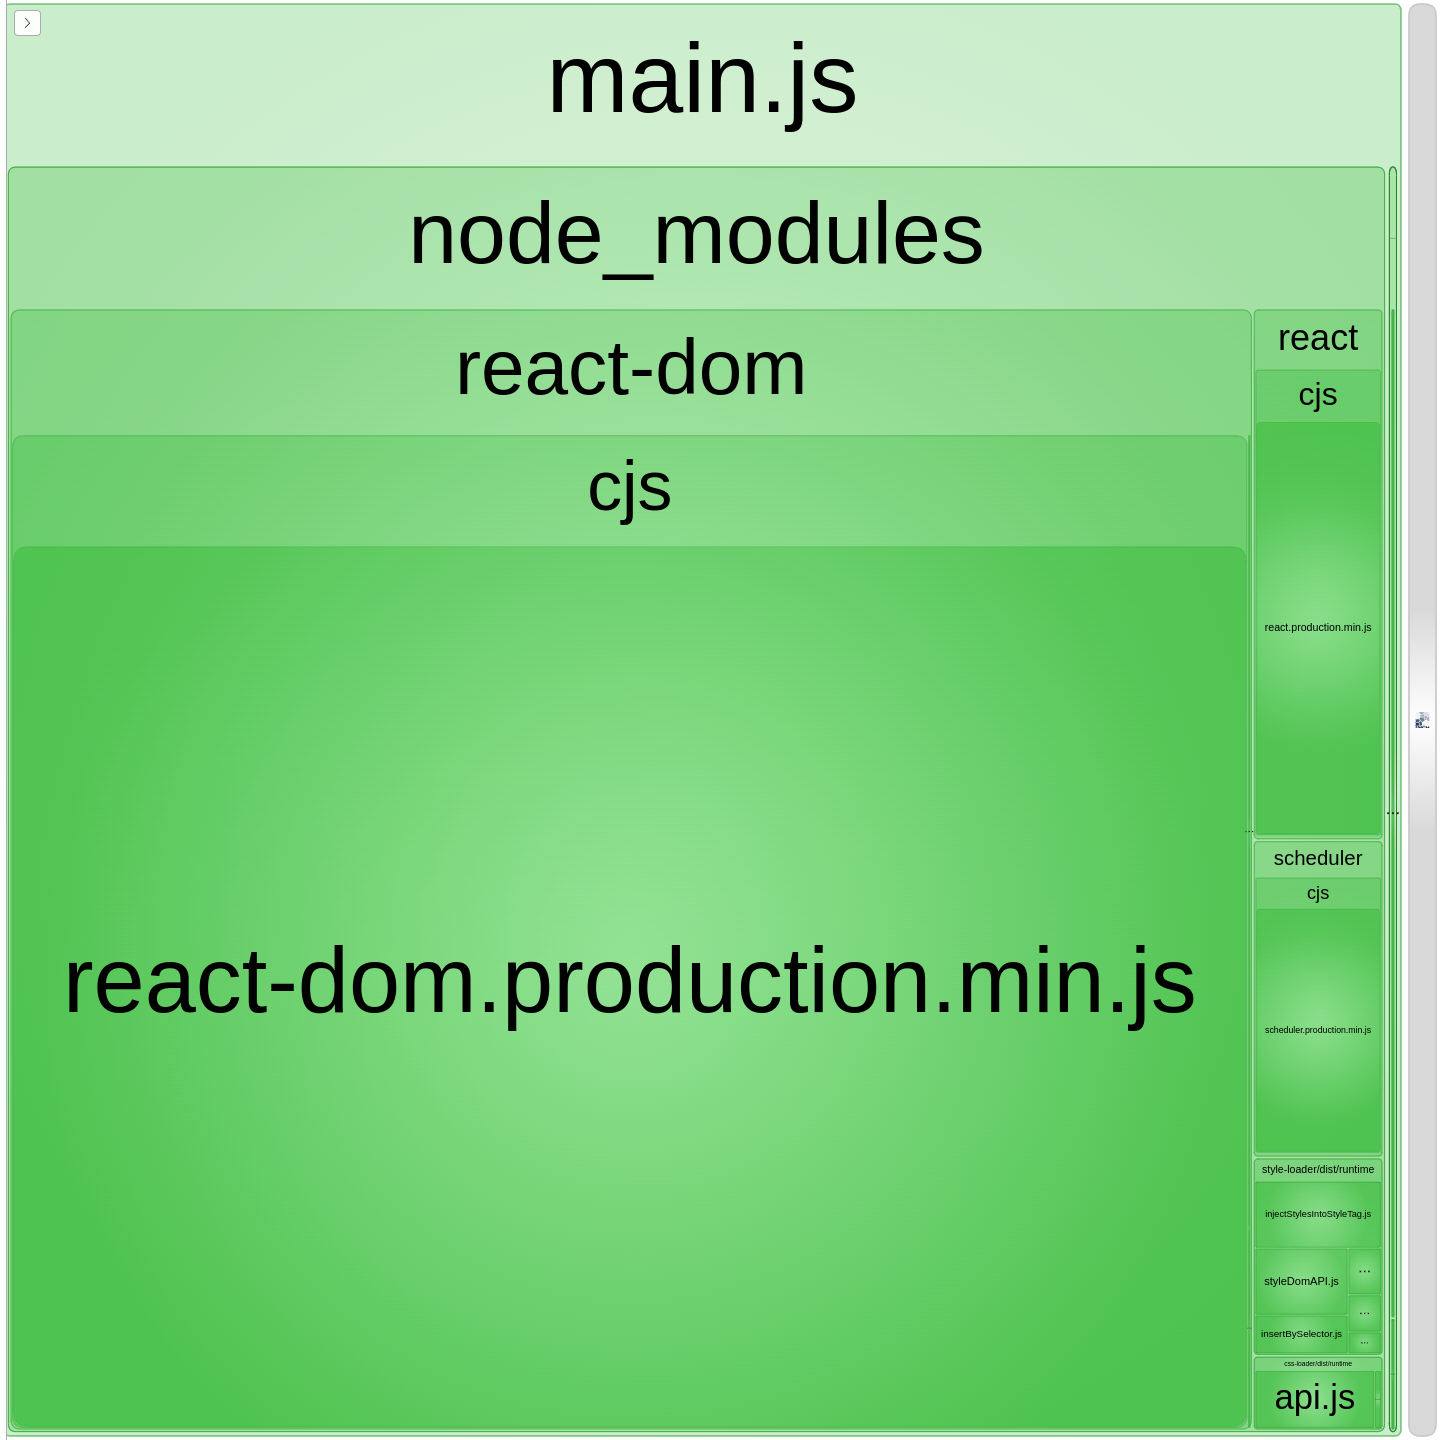 main.js
node_modules
react-dom
cjs
react-dom.production.min.js
...
react
cjs
react.production.min.js
scheduler
cjs
scheduler.production.min.js
style-loader/dist/runtime
injectStylesIntoStyleTag.js
styleDomAPI.js
...
...
insertBySelector.js
...
css-loader/dist/runtime
api.js
...